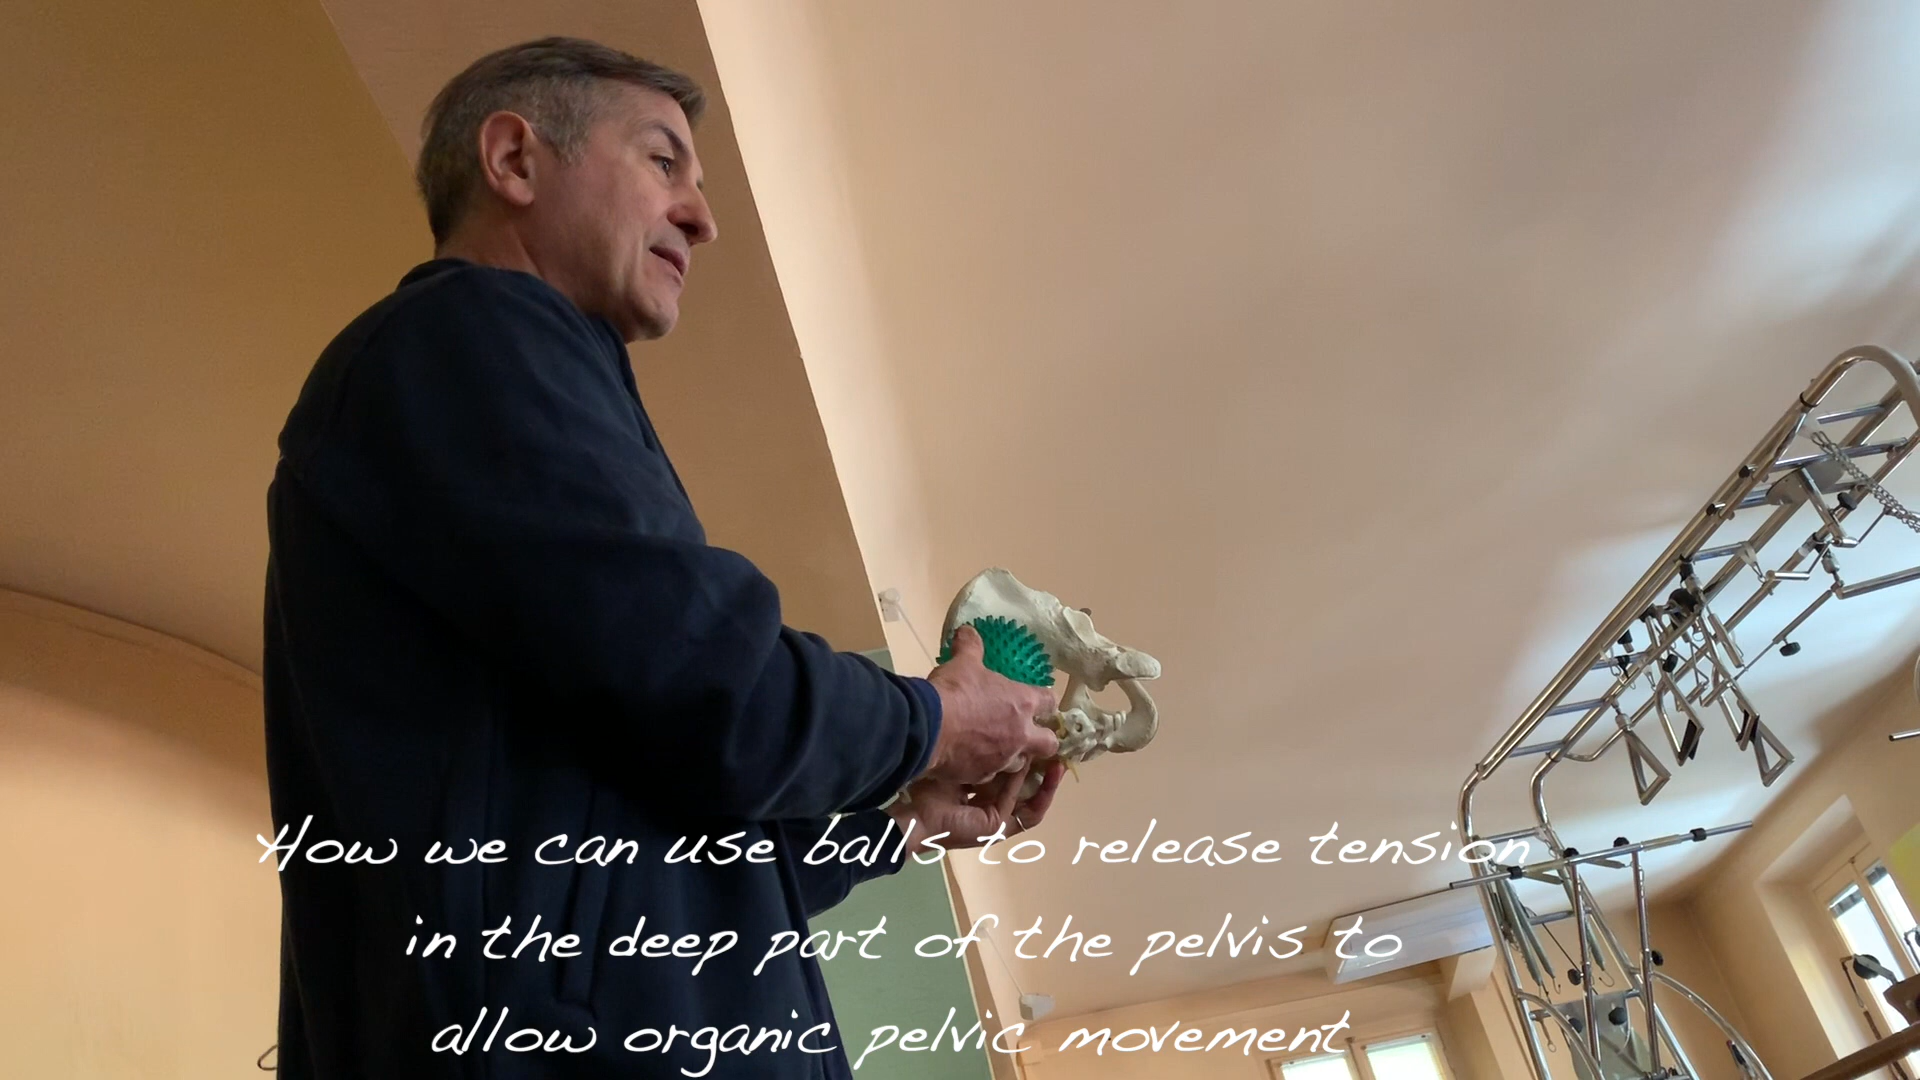 How we can use balls to release tension
in the deep part of the pelvis to
allow organic pelvic movement